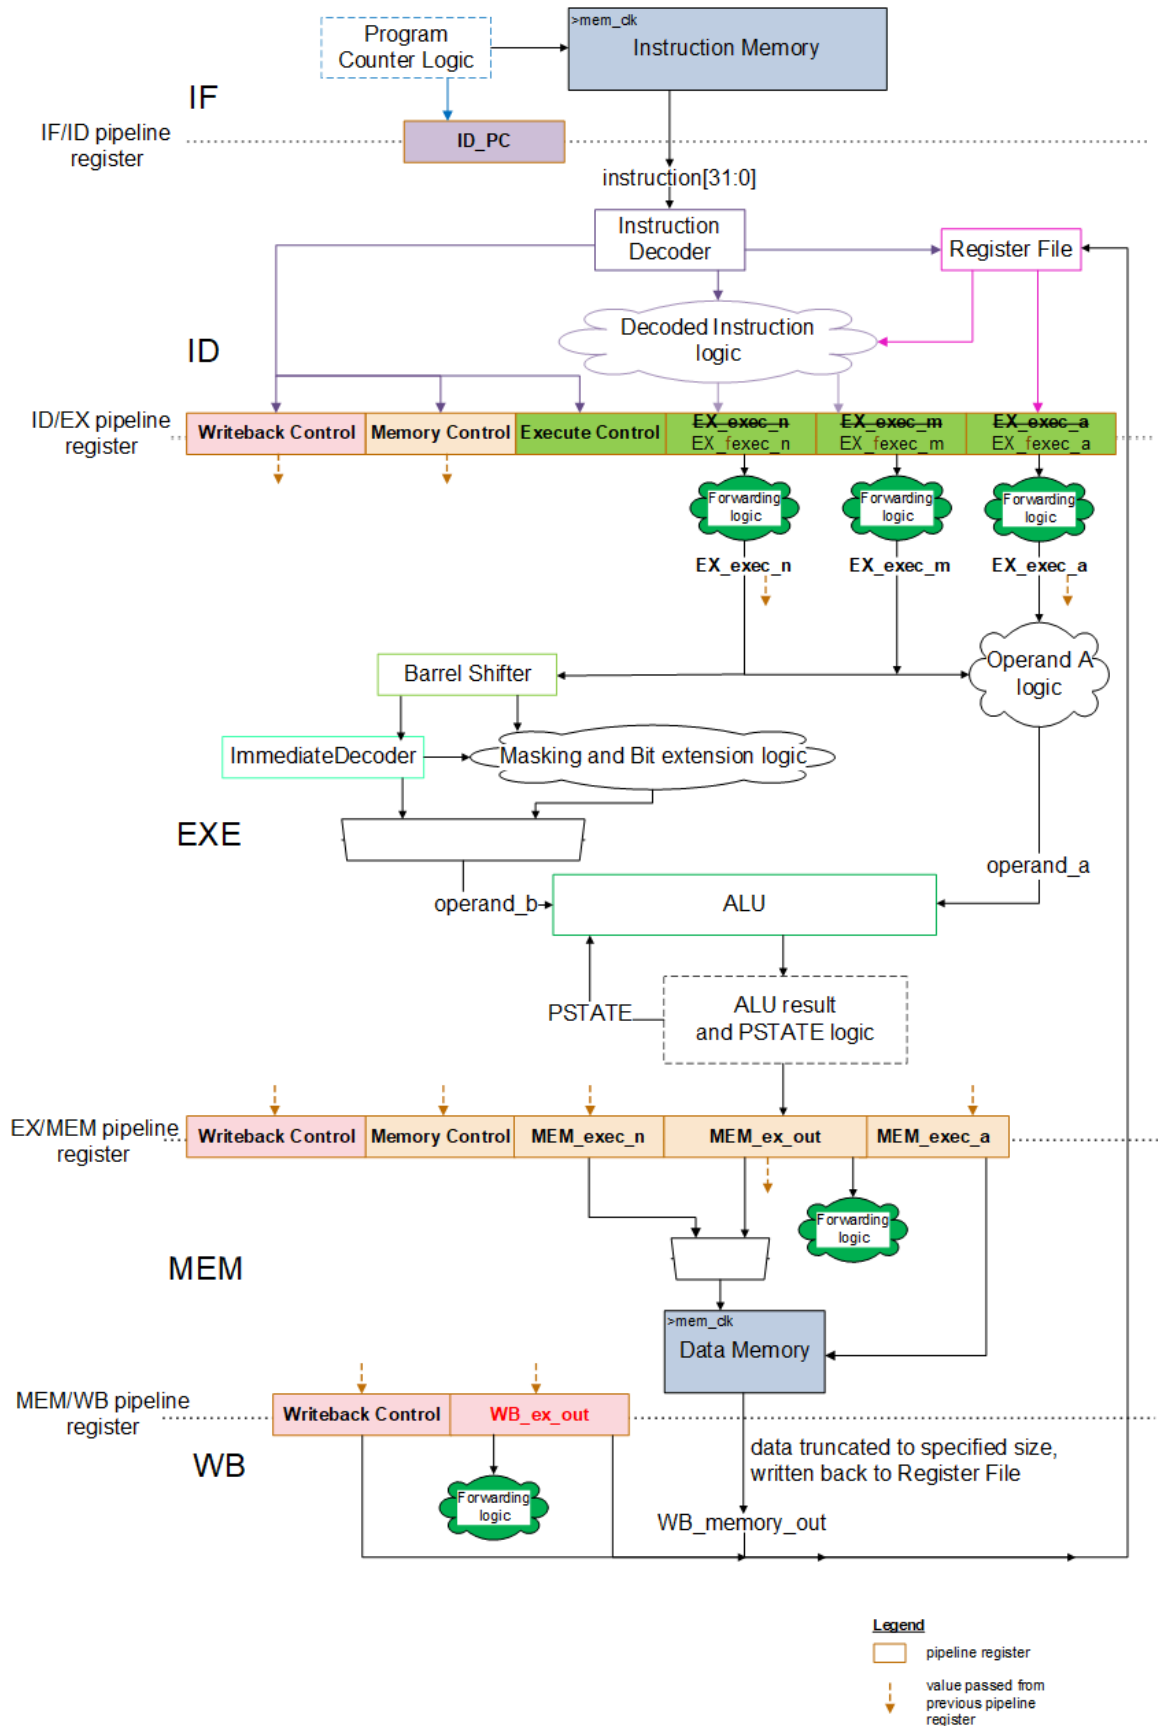 >mem_clk
Program
Counter Logic
Instruction Memory
IF
IF/ID pipeline
register
ID_PC
instruction[31:0]
Instruction
Decoder
Register File
Decoded Instruction
logic
ID
ID/EX pipeline
register
Writeback Control
Memory Control
Execute Control
EX_exec_n
EX_fexec_n
EX_exec_m
EX_fexec_m
EX_exec_a
EX_fexec_a
Forwarding
logic
Forwarding
logic
Forwarding
logic
EX_exec_n
EX_exec_m
EX_exec_a
Barrel Shifter
Operand A
logic
ImmediateDecoder
Masking and Bit extension logic
EXE
operand_a
operand_b
ALU
PSTATE
ALU result
and PSTATE logic
EX/MEM pipeline
register
Writeback Control
Memory Control
MEM_exec_n
MEM_ex_out
MEM_exec_a
Forwarding
logic
MEM
>mem_clk
Data Memory
MEM/WB pipeline
register
Writeback Control
WB_ex_out
WB
data truncated to specified size,
written back to Register File
Forwarding
logic
WB_memory_out
Legend
pipeline register
value passed from
previous pipeline
register